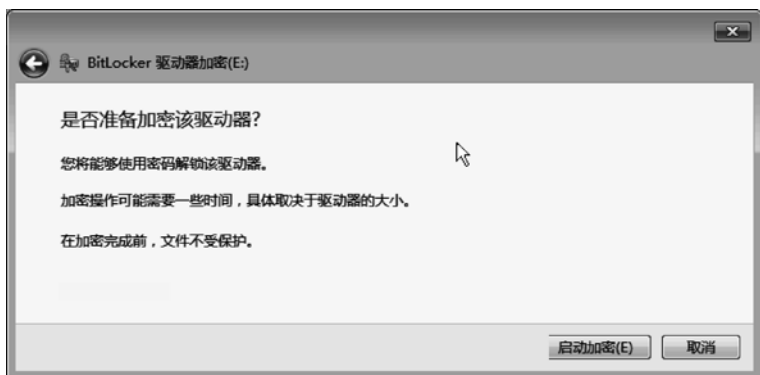 BitLocker 驱动器加密(E:)
是否准备加密该驱动器?
您将能够使用密码解锁该驱动器。
加密操作可能需要一些时间，具体取决于驱动器的大小。
在加密完成前，文件不受保护。
启动加密(E) 取消